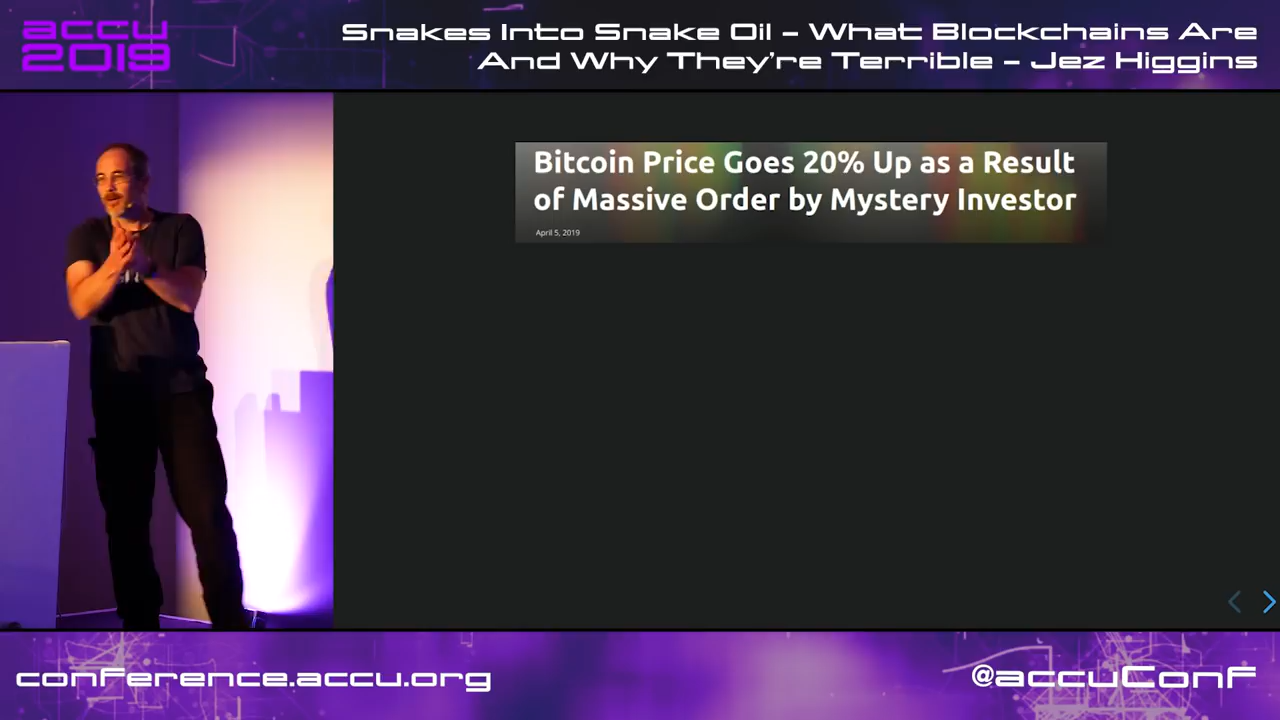 accu
2019
Snakes Into Snake Oil – What Blockchains Are
And Why They're Terrible – Jez Higgins
Bitcoin Price Goes 20% Up as a Result
of Massive Order by Mystery Investor
April 5, 2019
conference.accu.org
@accuConf